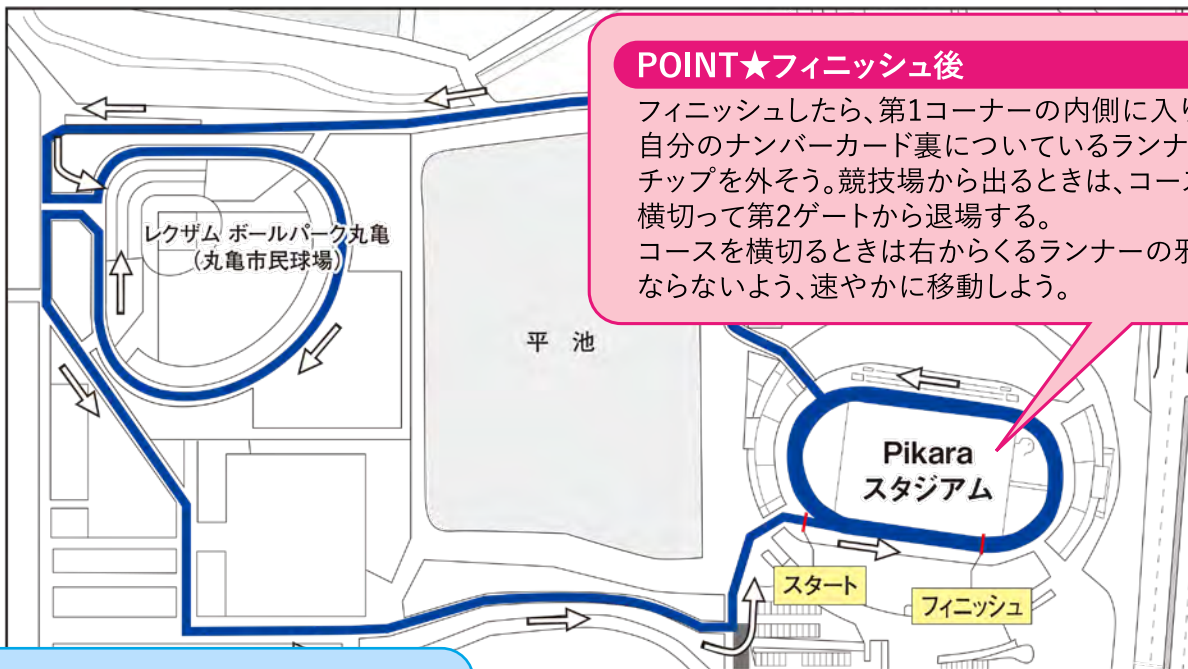 POINT★フィニッシュ後
フィニッシュしたら、第1コーナーの内側に入り
自分のナンバーカード裏についているランナ
チップを外そう。競技場から出るときは、コース
横切って第2ゲートから退場する。
コースを横切るときは右からくるランナーの邪
ならないよう、速やかに移動しよう。
レクザム ボールパーク丸亀
(丸亀市民球場)
平 池
Pikara
スタジアム
スタート
フィニッシュ